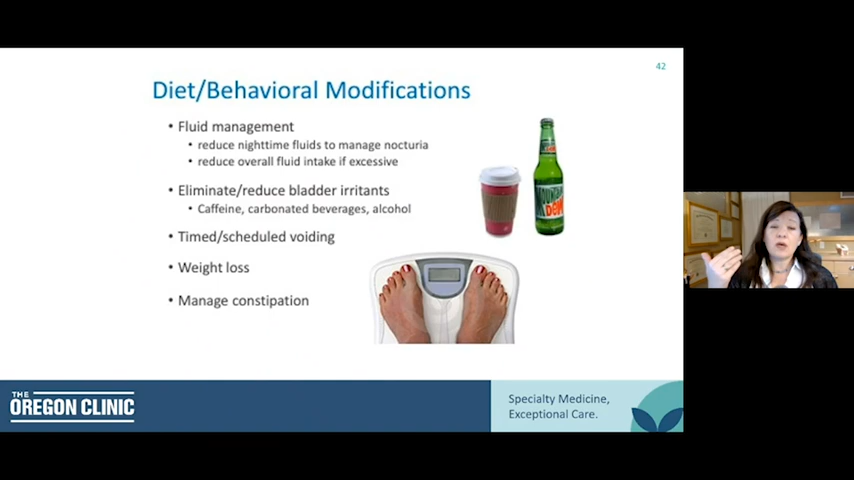 42
Diet/Behavioral Modifications
• Fluid management
• reduce nighttime fluids to manage nocturia
• reduce overall fluid intake if excessive
• Eliminate/reduce bladder irritants
• Caffeine, carbonated beverages, alcohol
• Timed/scheduled voiding
• Weight loss
• Manage constipation
MOUNTAIN
DEW
THE
OREGON CLINIC
Specialty Medicine,
Exceptional Care.